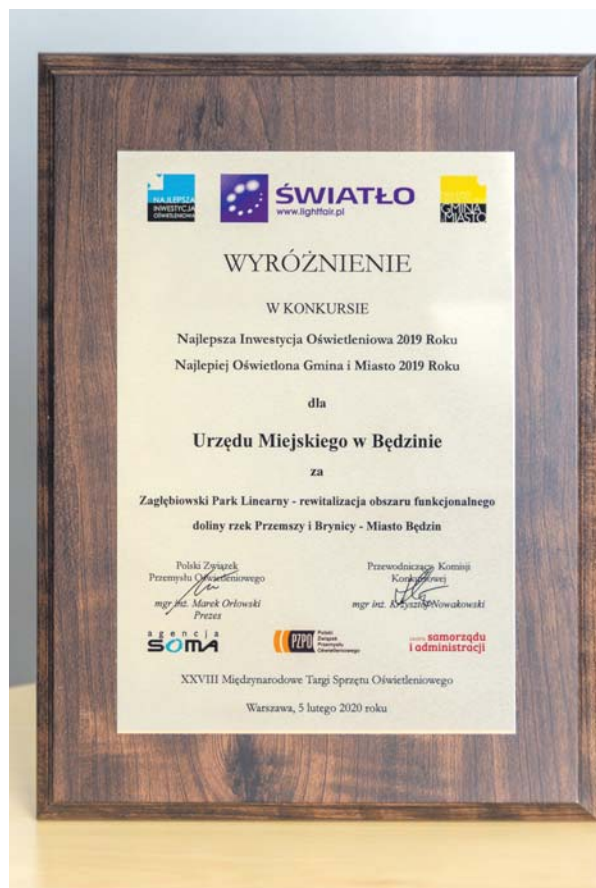 NAJLEPSZA
INWESTYCJA
OŚWIETLENIOWA
ŚWIATŁO
www.lightfair.pl
GMINA
MIASTO
WYRÓŻNIENIE
W KONKURSIE
Najlepsza Inwestycja Oświetleniowa 2019 Roku
Najlepiej Oświetlona Gmina i Miasto 2019 Roku
dla
Urzędu Miejskiego w Będzinie
za
Zagłębiowski Park Linearny - rewitalizacja obszaru funkcjonalnego
doliny rzek Przemszy i Brynicy - Miasto Będzin
Polski Związek
Przemysłu Oświetleniowego
mgr inż. Marek Orłowski
Prezes
Przewodniczący Komisji
Konkursowej
mgr inż. Krzysztof Nowakowski
agencja
SOMA
PZPO
Polski
Związek
Przemysłu
Oświetleniowego
samorządu
i administracji
XXVIII Międzynarodowe Targi Sprzętu Oświetleniowego
Warszawa, 5 lutego 2020 roku